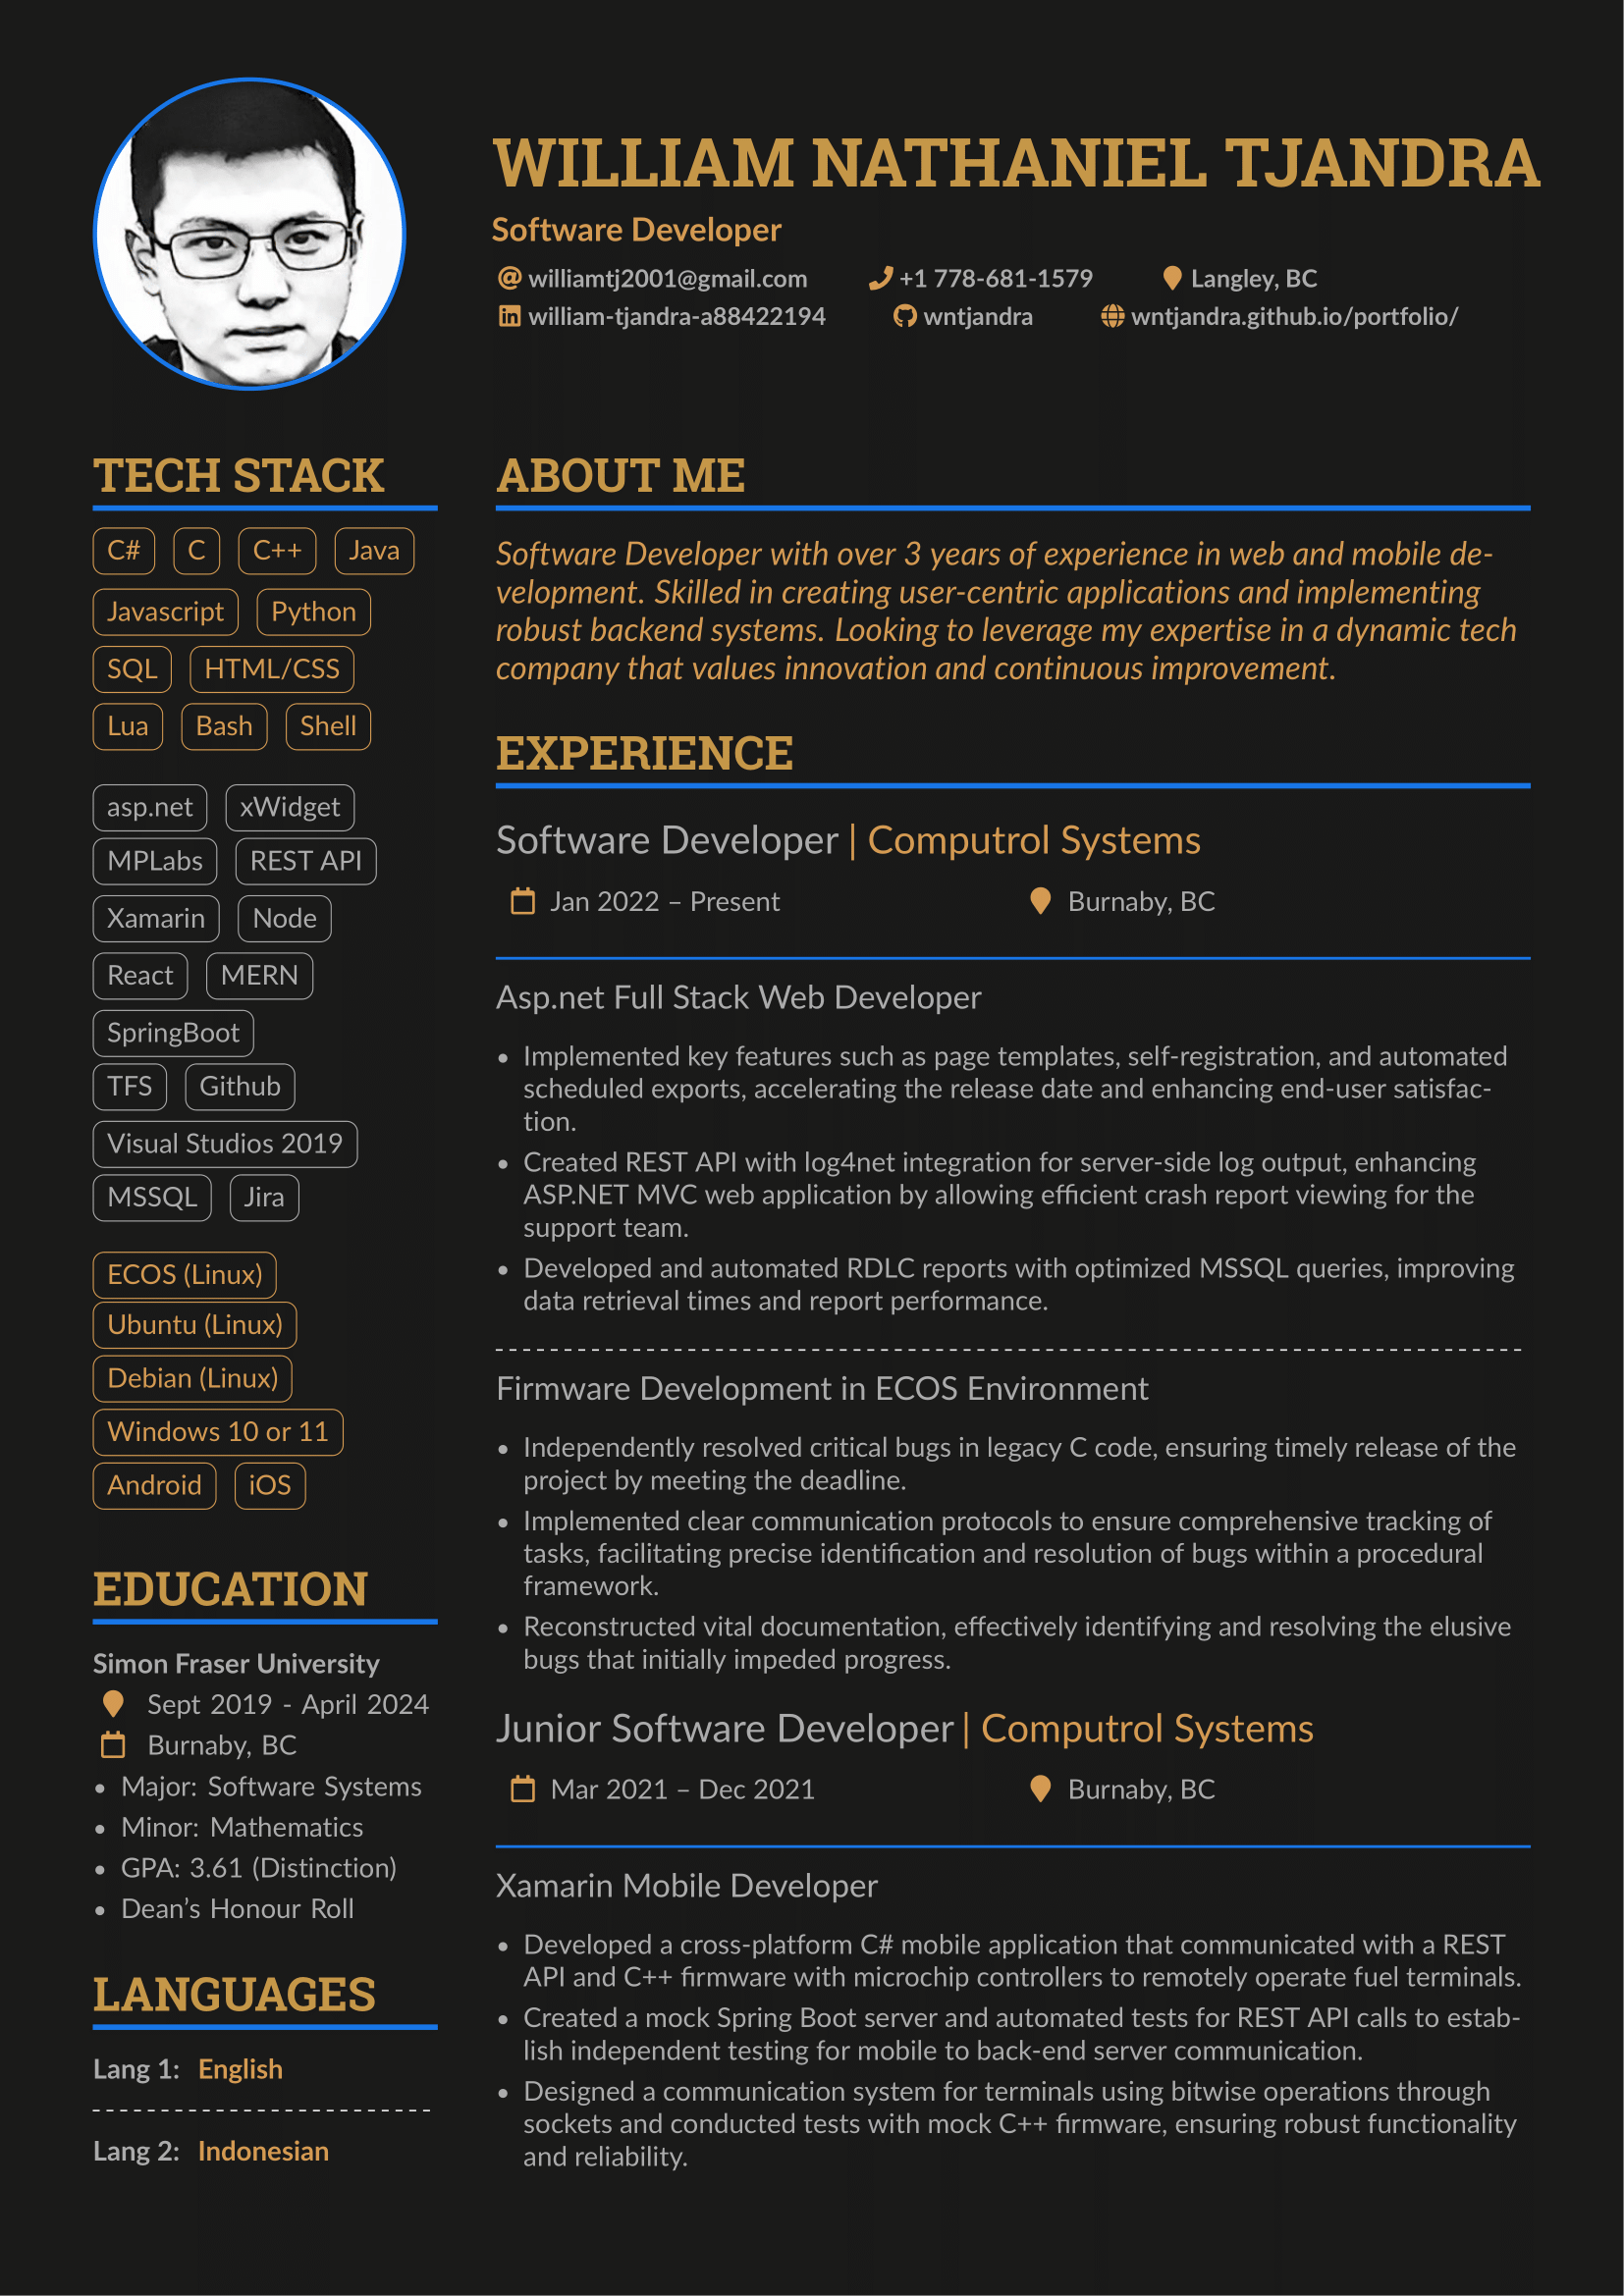 WILLIAM NATHANIEL TJANDRA
Software Developer
williamtj2001@gmail.com +1 778-681-1579 Langley, BC
william-tjandra-a88422194 wntjandra wntjandra.github.io/portfolio/
TECH STACK
C# C C++ Java
Javascript Python
SQL HTML/CSS
Lua Bash Shell
asp.net xWidget
MPLabs REST API
Xamarin Node
React MERN
SpringBoot
TFS Github
Visual Studios 2019
MSSQL Jira
ECOS (Linux)
Ubuntu (Linux)
Debian (Linux)
Windows 10 or 11
Android iOS
EDUCATION
Simon Fraser University
Sept 2019 - April 2024
Burnaby, BC
• Major: Software Systems
• Minor: Mathematics
• GPA: 3.61 (Distinction)
• Dean’s Honour Roll
LANGUAGES
Lang 1: English
Lang 2: Indonesian
ABOUT ME
Software Developer with over 3 years of experience in web and mobile de-
velopment. Skilled in creating user-centric applications and implementing
robust backend systems. Looking to leverage my expertise in a dynamic tech
company that values innovation and continuous improvement.
EXPERIENCE
Software Developer | Computrol Systems
Jan 2022 – Present Burnaby, BC
Asp.net Full Stack Web Developer
• Implemented key features such as page templates, self-registration, and automated
scheduled exports, accelerating the release date and enhancing end-user satisfac-
tion.
• Created REST API with log4net integration for server-side log output, enhancing
ASP.NET MVC web application by allowing efficient crash report viewing for the
support team.
• Developed and automated RDLC reports with optimized MSSQL queries, improving
data retrieval times and report performance.
Firmware Development in ECOS Environment
• Independently resolved critical bugs in legacy C code, ensuring timely release of the
project by meeting the deadline.
• Implemented clear communication protocols to ensure comprehensive tracking of
tasks, facilitating precise identification and resolution of bugs within a procedural
framework.
• Reconstructed vital documentation, effectively identifying and resolving the elusive
bugs that initially impeded progress.
Junior Software Developer | Computrol Systems
Mar 2021 – Dec 2021 Burnaby, BC
Xamarin Mobile Developer
• Developed a cross-platform C# mobile application that communicated with a REST
API and C++ firmware with microchip controllers to remotely operate fuel terminals.
• Created a mock Spring Boot server and automated tests for REST API calls to estab-
lish independent testing for mobile to back-end server communication.
• Designed a communication system for terminals using bitwise operations through
sockets and conducted tests with mock C++ firmware, ensuring robust functionality
and reliability.